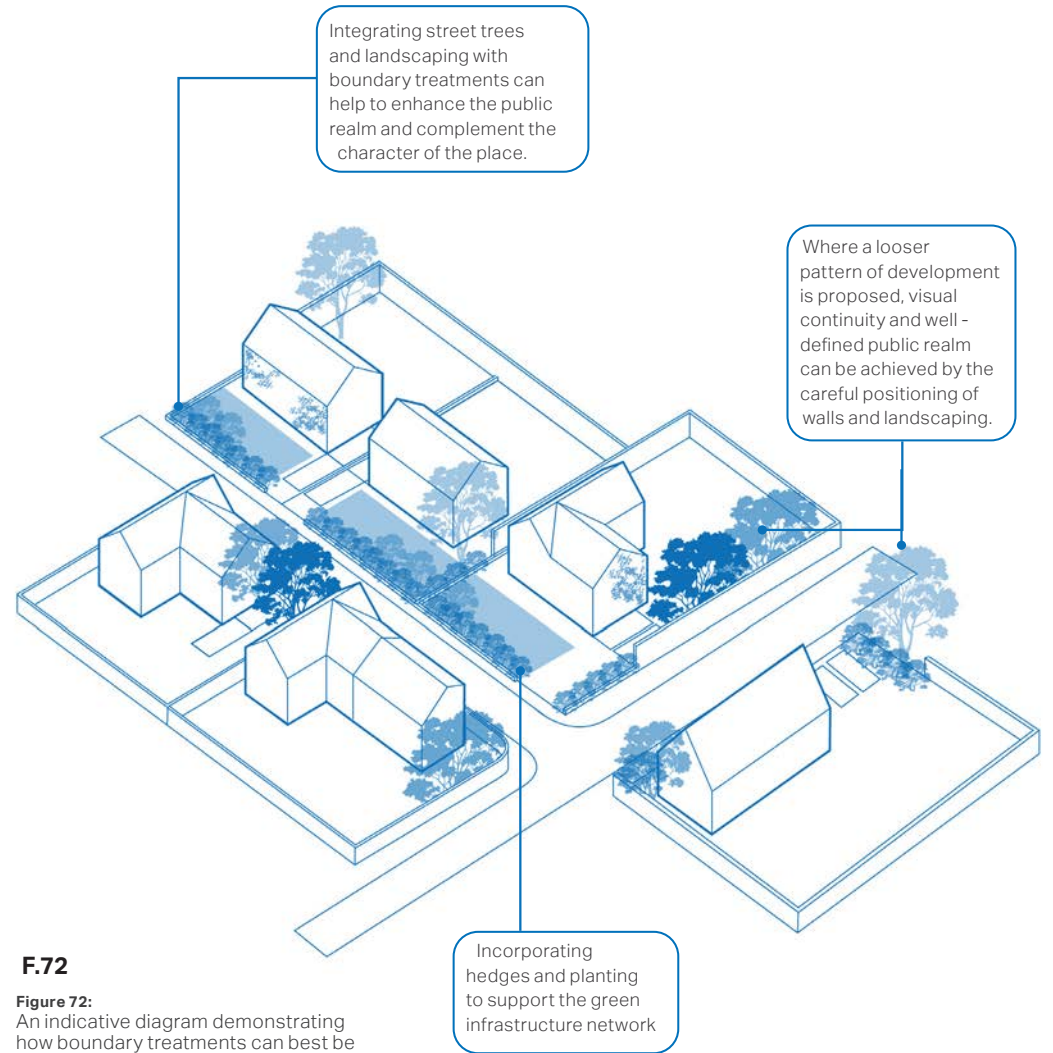 Integrating street trees
and landscaping with
boundary treatments can
help to enhance the public
realm and complement the
character of the place.
Where a looser
pattern of development
is proposed, visual
continuity and well -
defined public realm
can be achieved by the
careful positioning of
walls and landscaping.
Incorporating
hedges and planting
to support the green
infrastructure network
F.72
Figure 72:
An indicative diagram demonstrating
how boundary treatments can best be